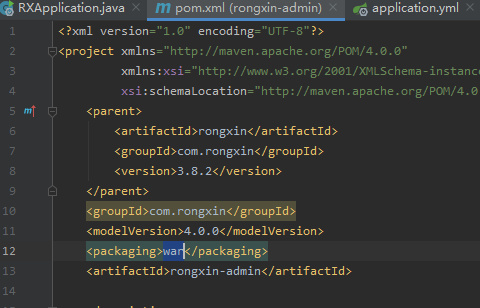 RXApplication.java
pom.xml (rongxin-admin)
application.yml
1 <?xml version="1.0" encoding="UTF-8"?>
2 <project xmlns="http://maven.apache.org/POM/4.0.0"
3 xmlns:xsi="http://www.w3.org/2001/XMLSchema-instanc
4 xsi:schemaLocation="http://maven.apache.org/POM/4.0
5 <parent>
6 <artifactId>rongxin</artifactId>
7 <groupId>com.rongxin</groupId>
8 <version>3.8.2</version>
9 </parent>
10 <groupId>com.rongxin</groupId>
11 <modelVersion>4.0.0</modelVersion>
12 <packaging>war</packaging>
13 <artifactId>rongxin-admin</artifactId>